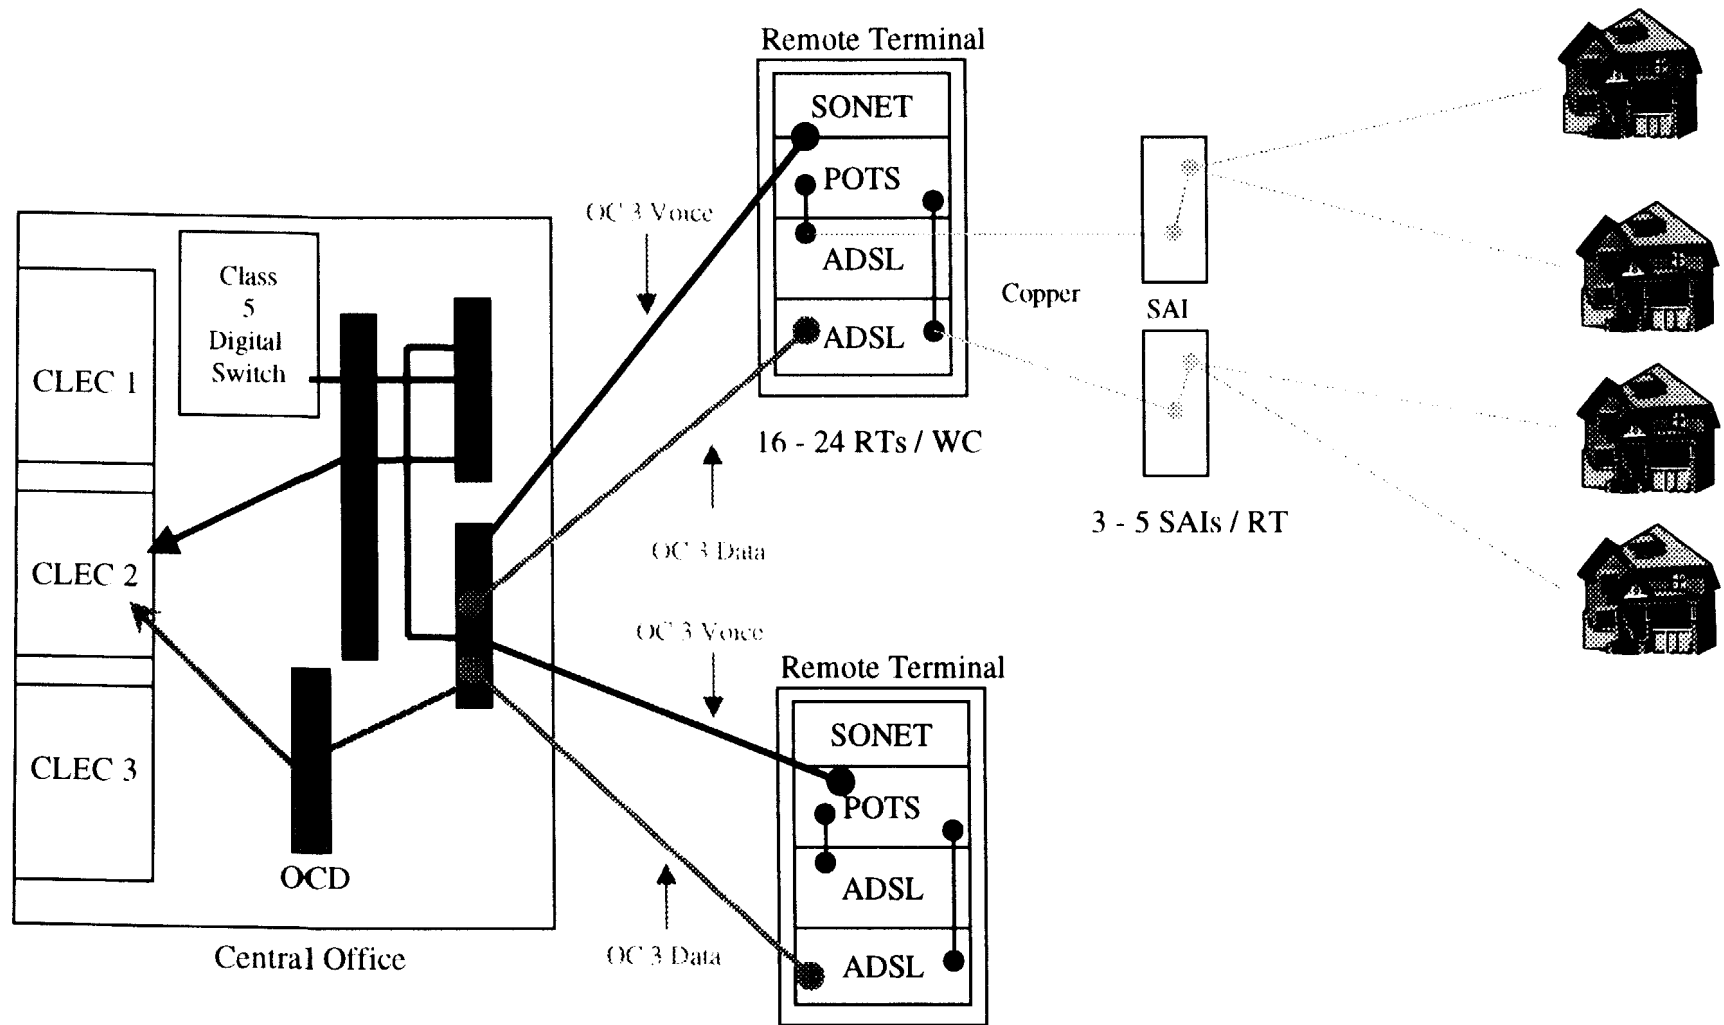 Remote Terminal
SONET
POTS
ADSL
ADSL
16 - 24 RTs / WC
OC 3 Voice
OC 3 Data
Copper
SAI
3 - 5 SAIs / RT
Class
5
Digital
Switch
CLEC 1
CLEC 2
CLEC 3
OCD
Central Office
OC 3 Voice
OC 3 Data
Remote Terminal
SONET
POTS
ADSL
ADSL